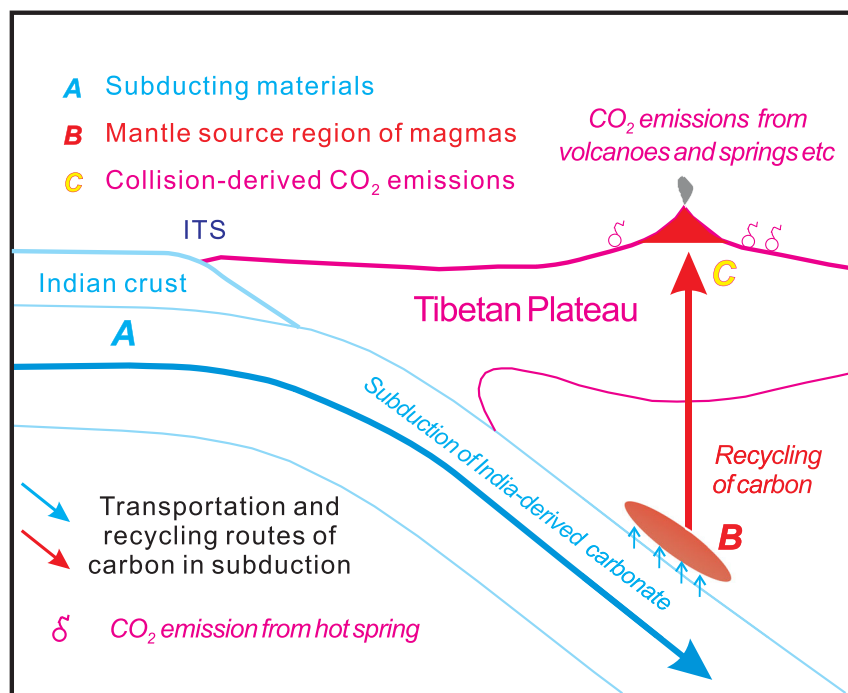 A Subducting materials
B Mantle source region of magmas
C Collision-derived CO₂ emissions
CO₂ emissions from
volcanoes and springs etc
ITS
Indian crust
A
C
Tibetan Plateau
Subduction of India-derived carbonate
Recycling
of carbon
B
Transportation and
recycling routes of
carbon in subduction
CO₂ emission from hot spring